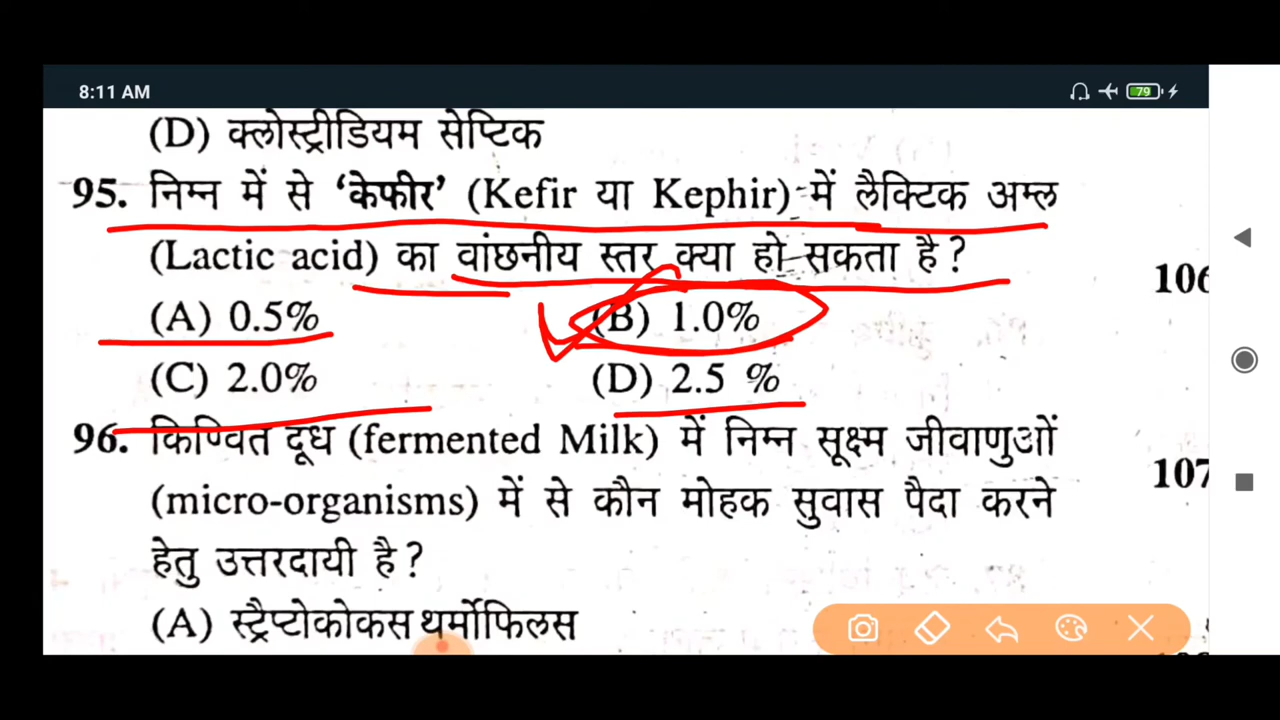 8:11 AM 79
(D) क्लोस्ट्रीडियम सेप्टिक
95. निम्न में से ‘केफीर’ (Kefir या Kephir) में लैक्टिक अम्ल
(Lactic acid) का वांछनीय स्तर क्या हो सकता है ?
(A) 0.5% (B) 1.0%
(C) 2.0% (D) 2.5 %
96. किण्वित दूध (fermented Milk) में निम्न सूक्ष्म जीवाणुओं
(micro-organisms) में से कौन मोहक सुवास पैदा करने
हेतु उत्तरदायी है ?
(A) स्ट्रैप्टोकोकस थर्मोफिलस
106
107